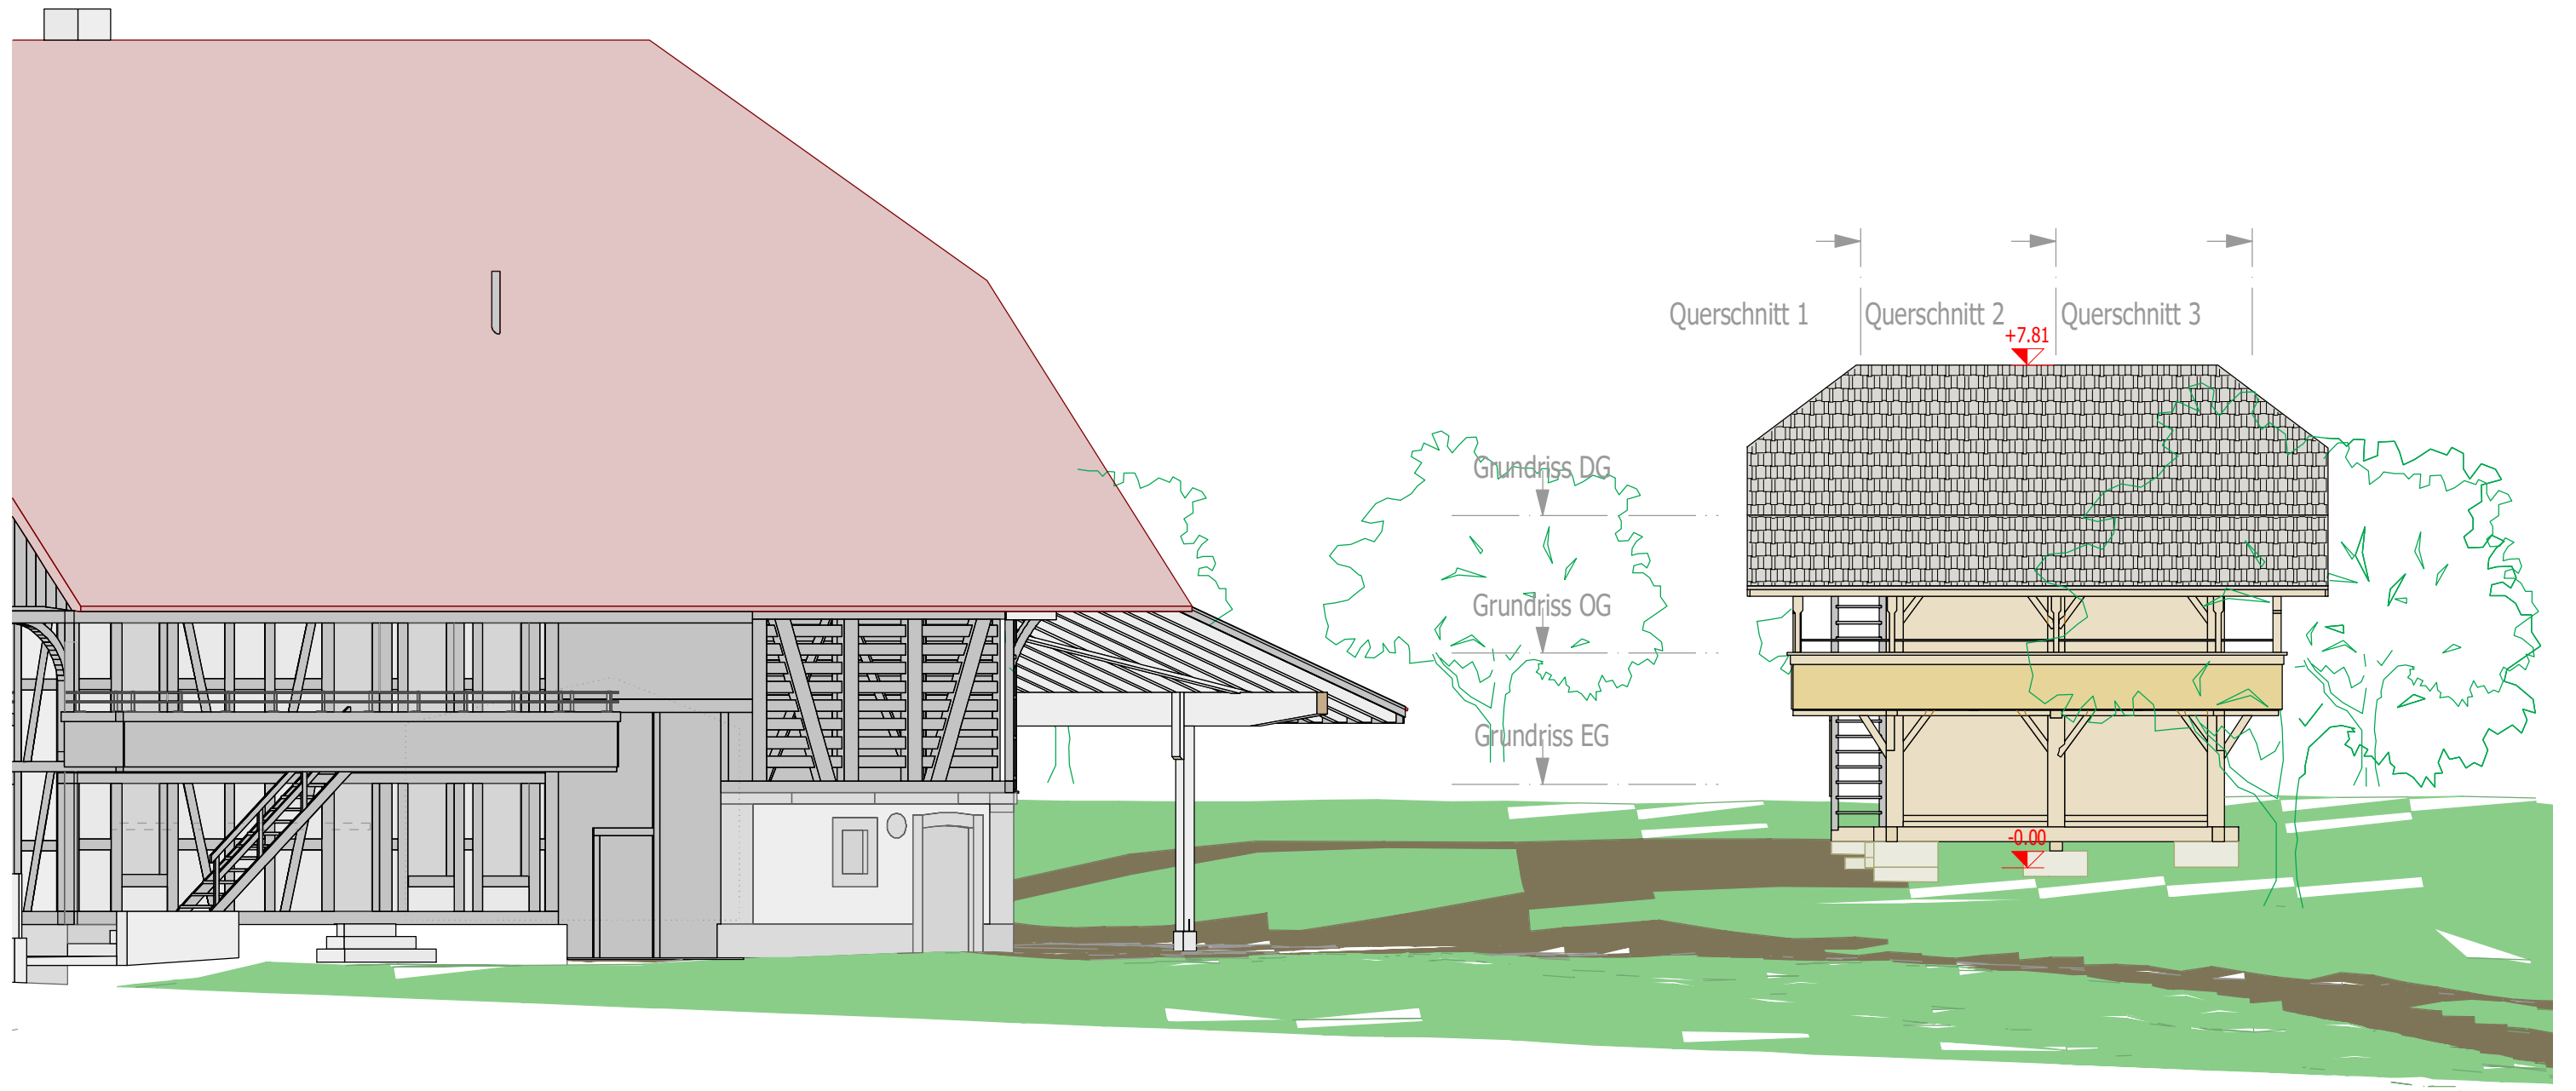 Querschnitt 1
Querschnitt 2
Querschnitt 3
+7.81
Grundriss DG
Grundriss OG
Grundriss EG
-0.00